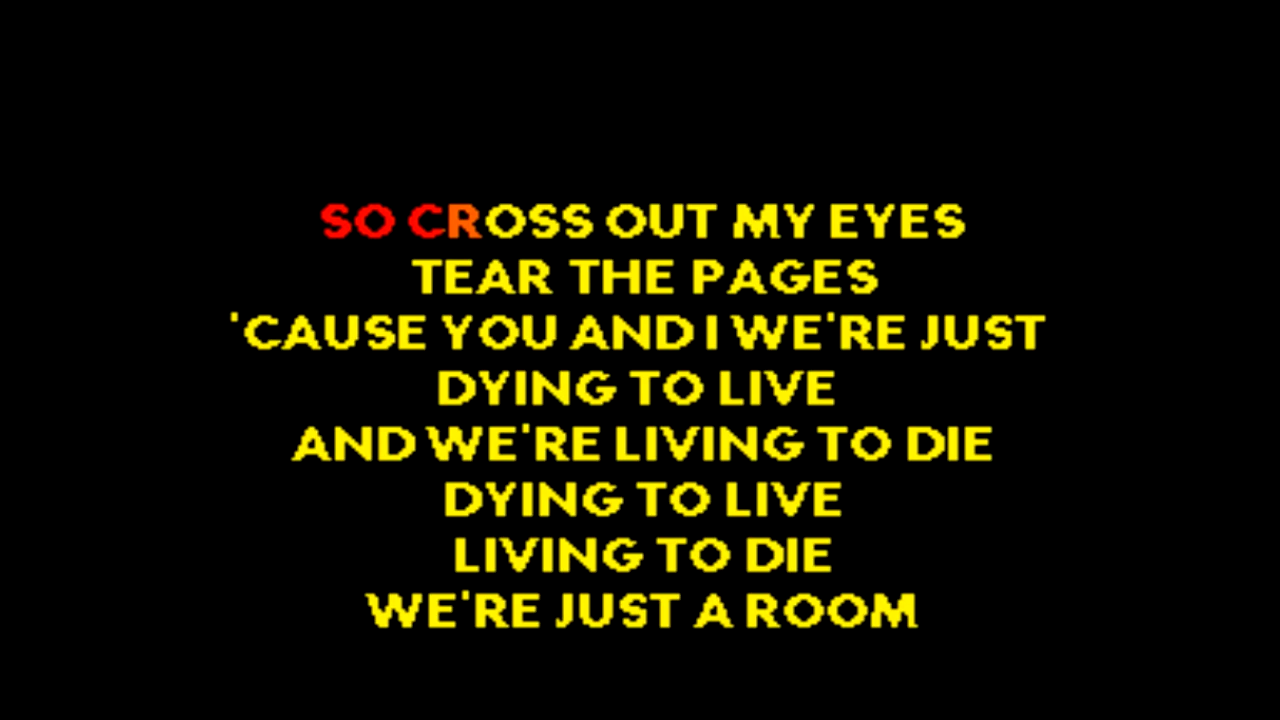 SO CROSS OUT MY EYES
TEAR THE PAGES
'CAUSE YOU AND I WE'RE JUST
DYING TO LIVE
AND WE'RE LIVING TO DIE
DYING TO LIVE
LIVING TO DIE
WE'RE JUST A ROOM